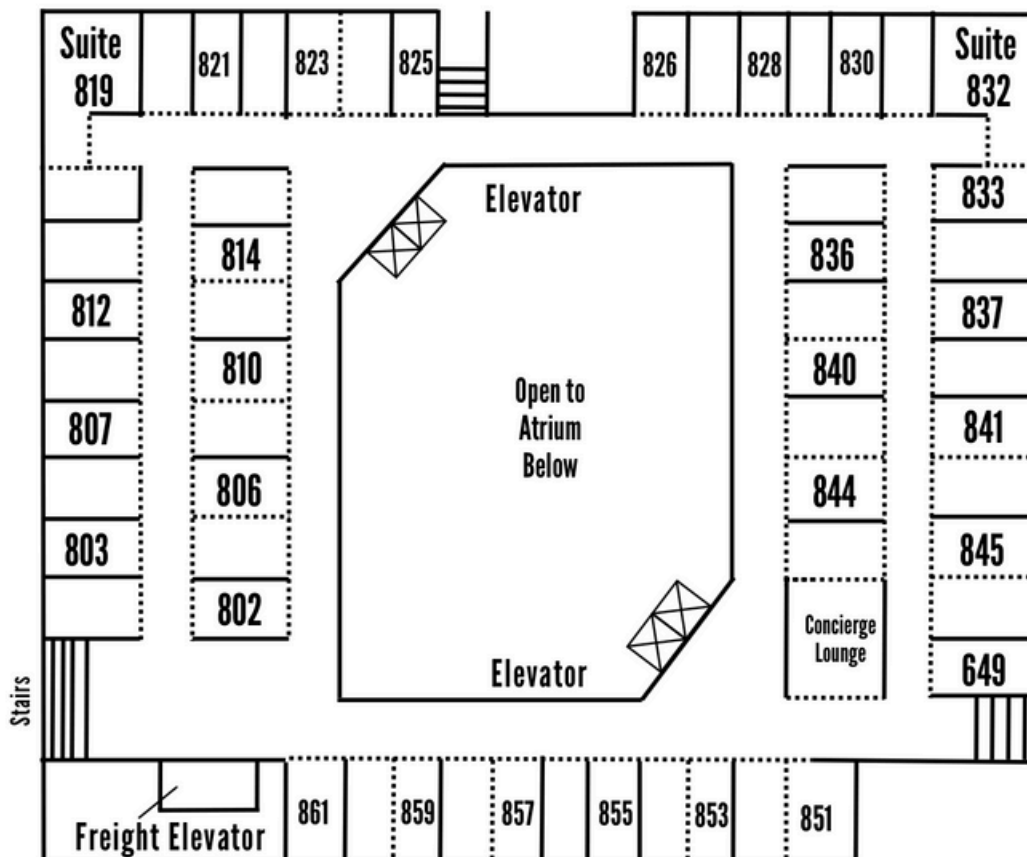 Suite
819
821
823
825
826
828
830
Suite
832
833
Elevator
814
836
812
837
810
840
Open to
Atrium
Below
807
841
806
844
803
845
802
Concierge
Lounge
Elevator
649
Stairs
861
859
857
855
853
851
Freight Elevator